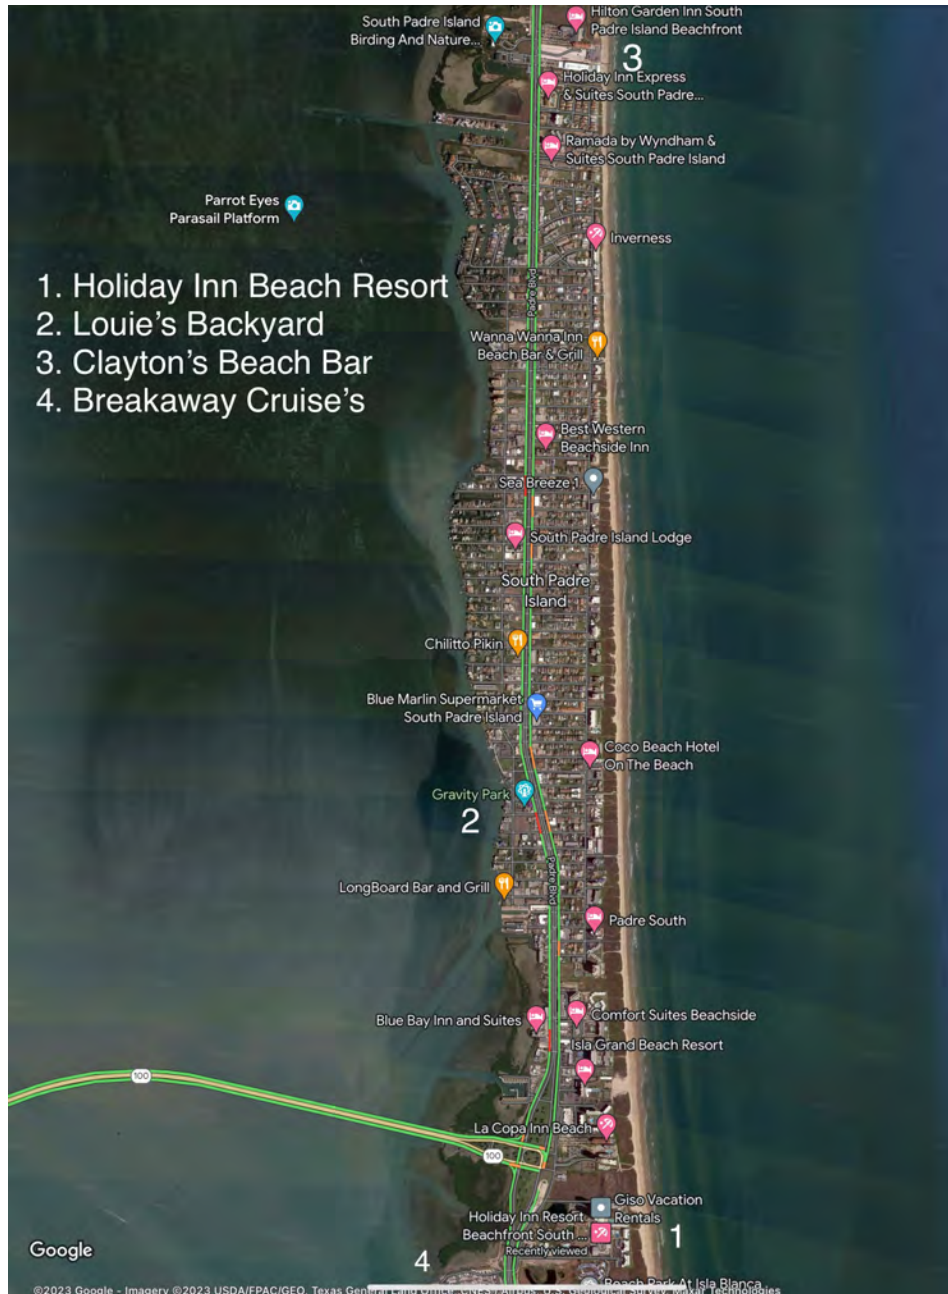 South Padre Island
Birding And Nature...
Hilton Garden Inn South
Padre Island Beachfront
3
Holiday Inn Express
& Suites South Padre...
Ramada by Wyndham &
Suites South Padre Island
Parrot Eyes
Parasail Platform
Inverness
1. Holiday Inn Beach Resort
2. Louie's Backyard
3. Clayton's Beach Bar
4. Breakaway Cruise's
Padre Blvd
Wanna Wanna Inn
Beach Bar & Grill
Best Western
Beachside Inn
Sea Breeze 1
South Padre Island Lodge
South Padre
Island
Chilitto Pikin
Blue Marlin Supermarket
South Padre Island
Coco Beach Hotel
On The Beach
Gravity Park
2
Padre Blvd
LongBoard Bar and Grill
Padre South
Blue Bay Inn and Suites
Comfort Suites Beachside
Isla Grand Beach Resort
100
La Copa Inn Beach
100
Giso Vacation
Rentals
Holiday Inn Resort
Beachfront South ...
Recently viewed
1
Google
4
Beach Park At Isla Blanca
©2023 Google - Imagery ©2023 USDA/FPAC/GEO, Texas General Land Office, CNES / Airbus, U.S. Geological Survey, Maxar Technologies